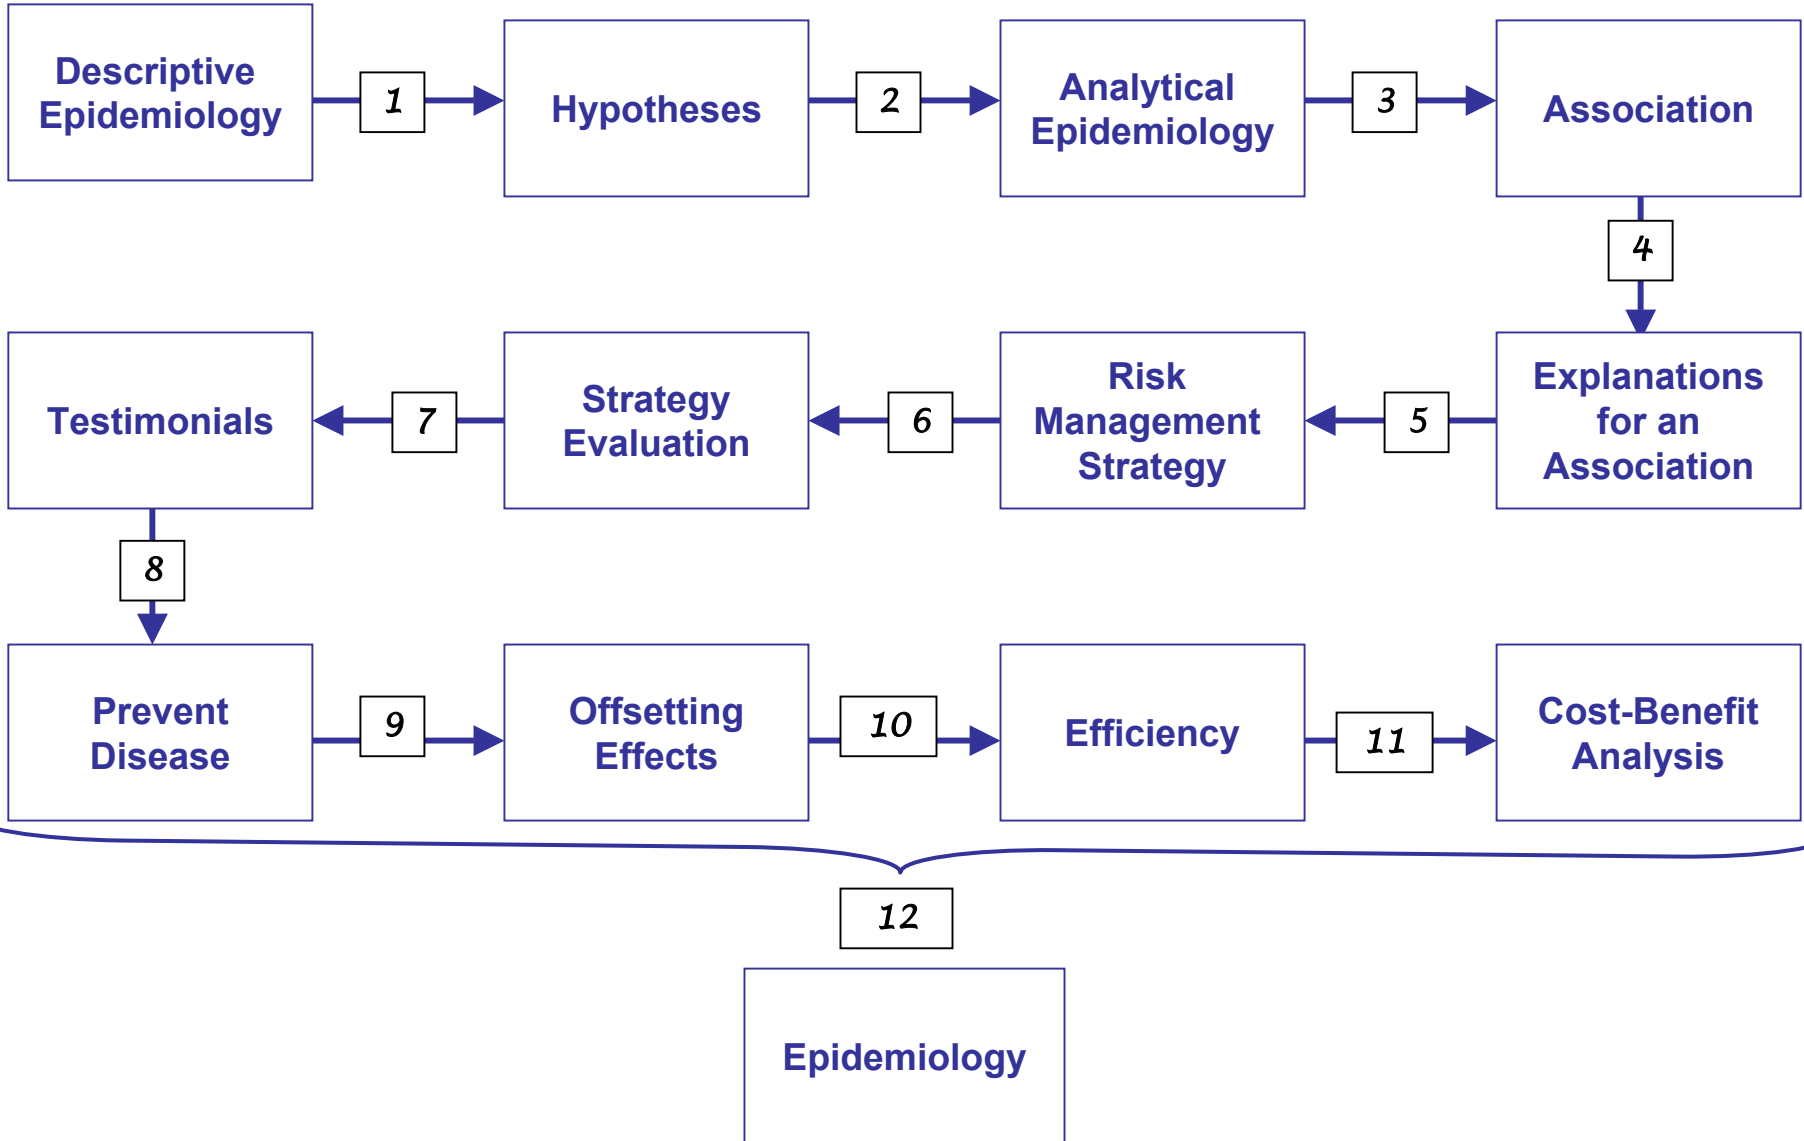 Descriptive
Epidemiology
1
Hypotheses
2
Analytical
Epidemiology
3
Association
4
Testimonials
7
Strategy
Evaluation
6
Risk
Management
Strategy
5
Explanations
for an
Association
8
Prevent
Disease
9
Offsetting
Effects
10
Efficiency
11
Cost-Benefit
Analysis
12
Epidemiology